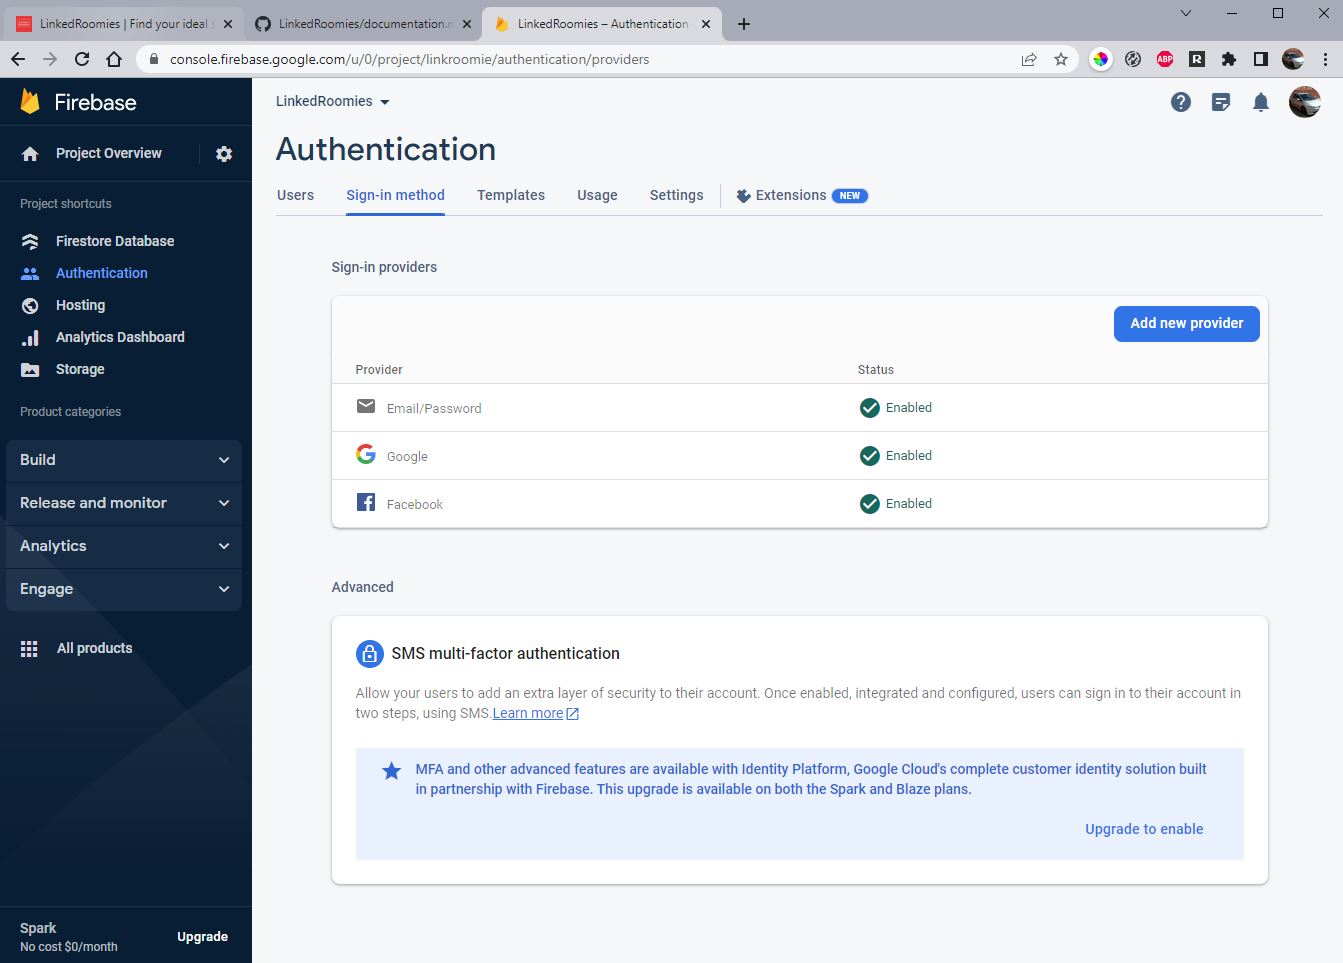 LinkedRoomies | Find your ideal s
LinkedRoomies/documentation.m
LinkedRoomies – Authentication
console.firebase.google.com/u/0/project/linkroomie/authentication/providers
ABP
R
Firebase
Project Overview
Project shortcuts
Firestore Database
Authentication
Hosting
Analytics Dashboard
Storage
Product categories
Build
Release and monitor
Analytics
Engage
All products
Spark
No cost $0/month
Upgrade
LinkedRoomies
Authentication
Users Sign-in method Templates Usage Settings Extensions NEW
Sign-in providers
Add new provider
Provider Status
Email/Password Enabled
Google Enabled
Facebook Enabled
Advanced
SMS multi-factor authentication
Allow your users to add an extra layer of security to their account. Once enabled, integrated and configured, users can sign in to their account in
two steps, using SMS.Learn more
MFA and other advanced features are available with Identity Platform, Google Cloud's complete customer identity solution built
in partnership with Firebase. This upgrade is available on both the Spark and Blaze plans.
Upgrade to enable